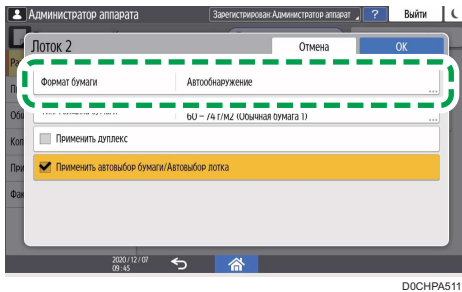 Администратор аппарата
Зарегистрирован: Администратор аппарат
?
Выйти
Лоток 2
Отмена
OK
Формат бумаги
Автообнаружение
...
60 – 74 г/м2 (Обычная бумага 1)
...
Применить дуплекс
Применить автовыбор бумаги/Автовыбор лотка
Фак
2020 / 12 / 07
09 : 45
D0CHPA511